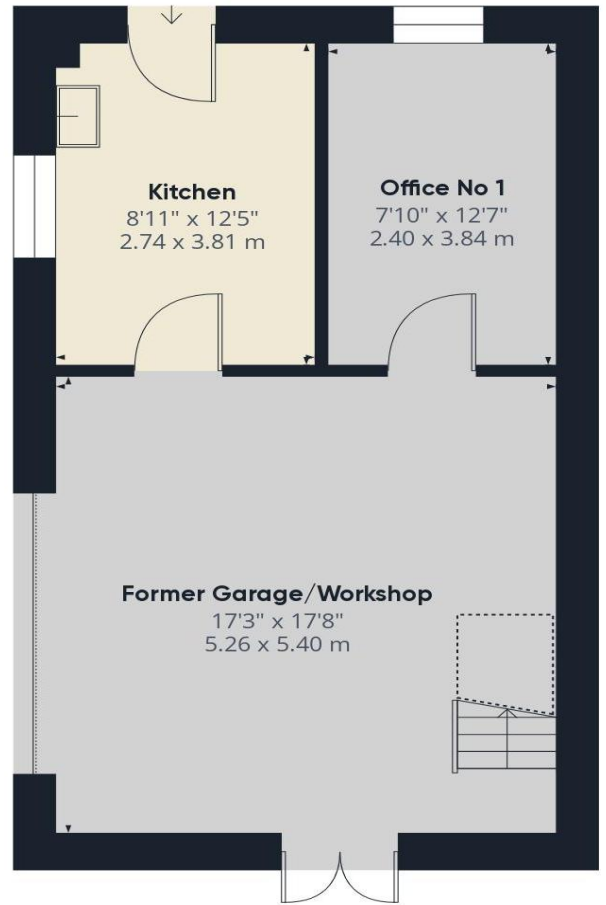 Kitchen
8'11" x 12'5"
2.74 x 3.81 m
Office No 1
7'10" x 12'7"
2.40 x 3.84 m
Former Garage/Workshop
17'3" x 17'8"
5.26 x 5.40 m